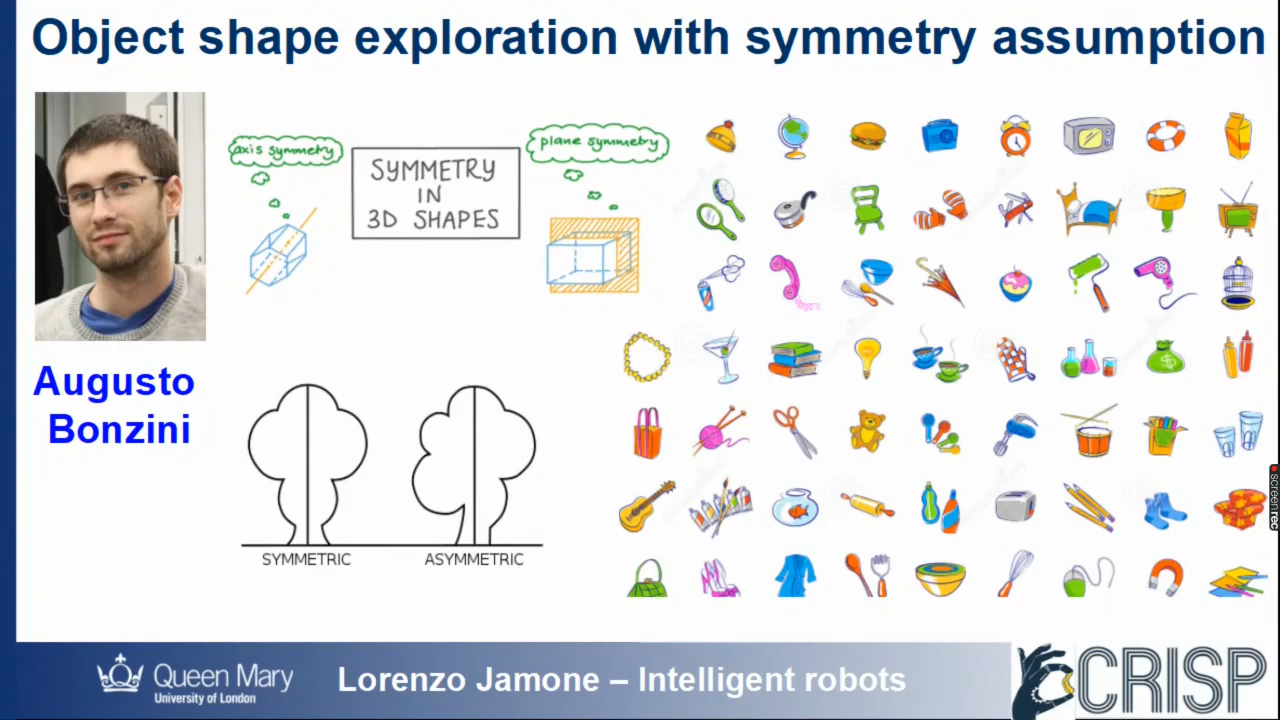 Object shape exploration with symmetry assumption
axis symmetry
SYMMETRY
IN
3D SHAPES
plane symmetry
Augusto
Bonzini
SYMMETRIC
ASYMMETRIC
Queen Mary
University of London
Lorenzo Jamone – Intelligent robots
CRISP
screenrec